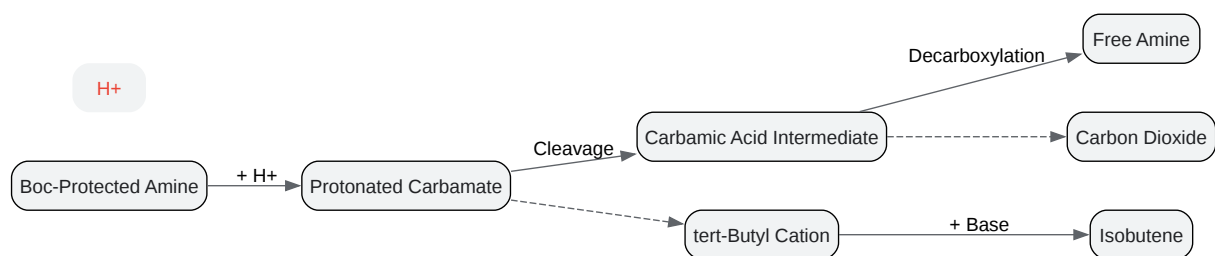 H+
Boc-Protected Amine
+ H+
Protonated Carbamate
Cleavage
Carbamic Acid Intermediate
Decarboxylation
Free Amine
Carbon Dioxide
tert-Butyl Cation
+ Base
Isobutene